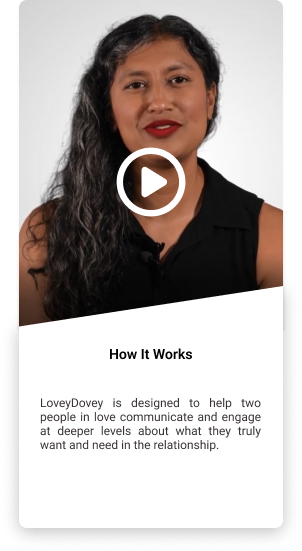 How It Works
LoveyDovey is designed to help two
people in love communicate and engage
at deeper levels about what they truly
want and need in the relationship.